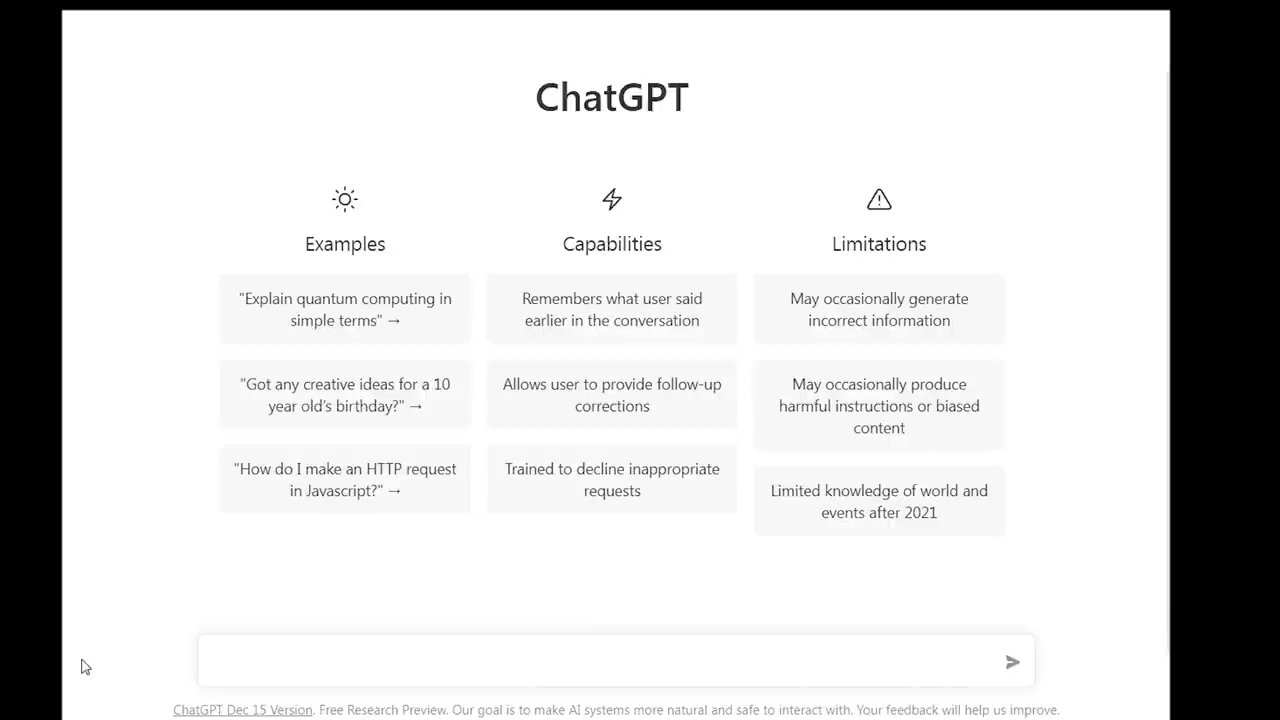 ChatGPT
Examples
"Explain quantum computing in
simple terms" →
"Got any creative ideas for a 10
year old's birthday?" →
"How do I make an HTTP request
in Javascript?" →
Capabilities
Remembers what user said
earlier in the conversation
Allows user to provide follow-up
corrections
Trained to decline inappropriate
requests
Limitations
May occasionally generate
incorrect information
May occasionally produce
harmful instructions or biased
content
Limited knowledge of world and
events after 2021
ChatGPT Dec 15 Version. Free Research Preview. Our goal is to make AI systems more natural and safe to interact with. Your feedback will help us improve.